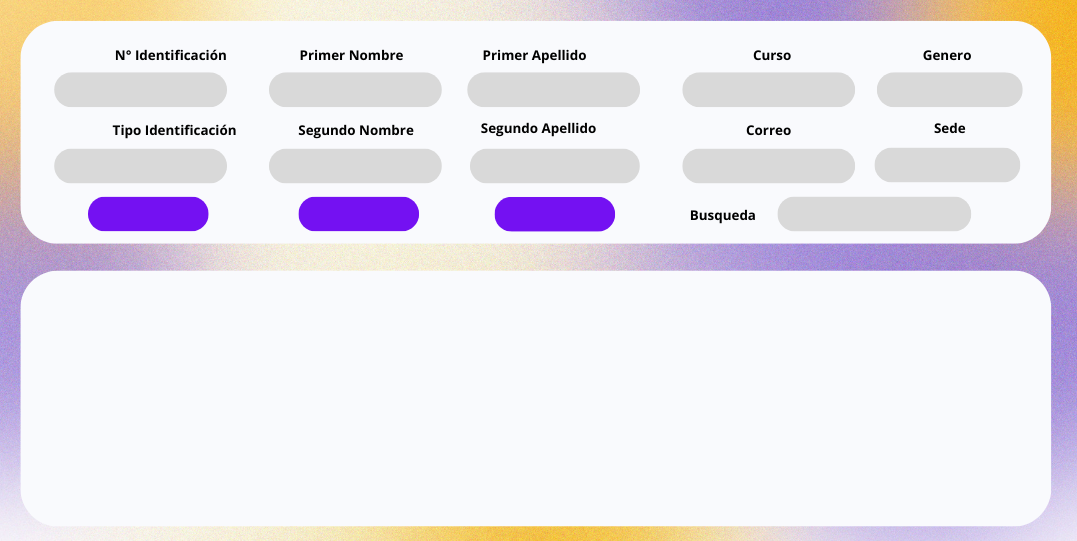 N° Identificación
Primer Nombre
Primer Apellido
Curso
Genero
Tipo Identificación
Segundo Nombre
Segundo Apellido
Correo
Sede
Busqueda